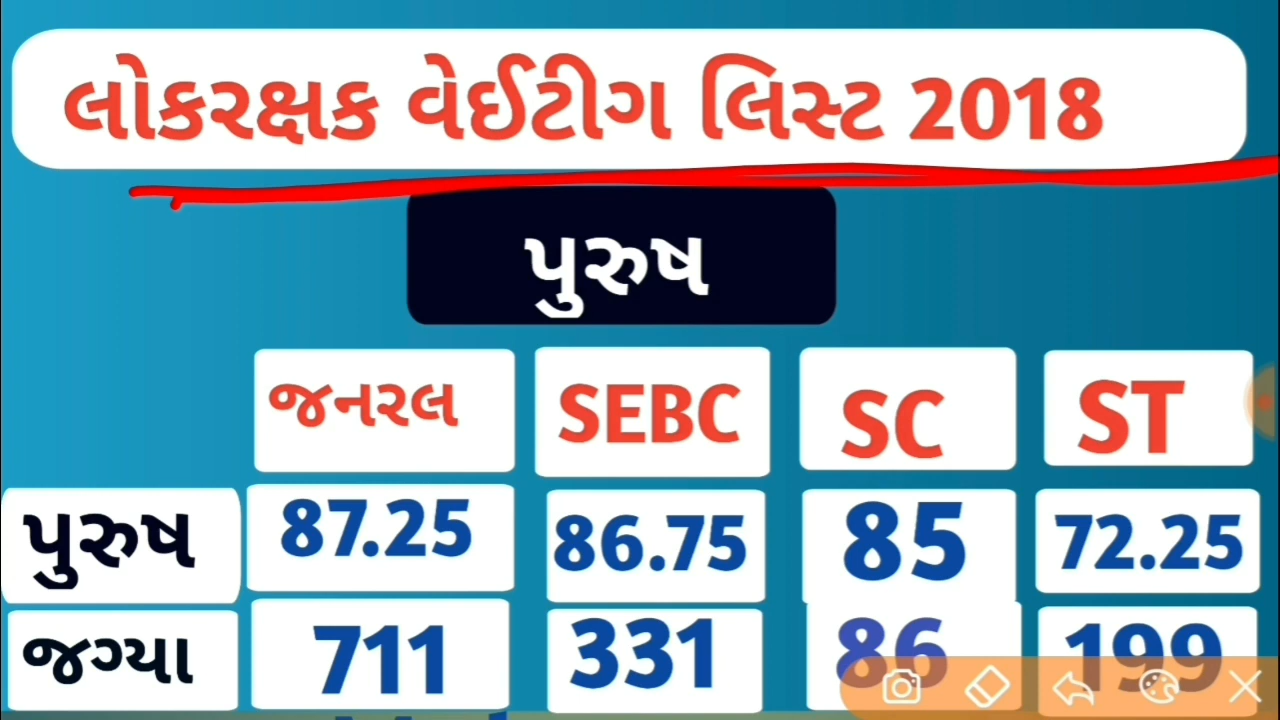 લોકરક્ષક વેઈટીગ લિસ્ટ 2018
પુરુષ
જનરલ SEBC SC ST
પુરુષ 87.25 86.75 85 72.25
જગ્યા 711 331 86 199